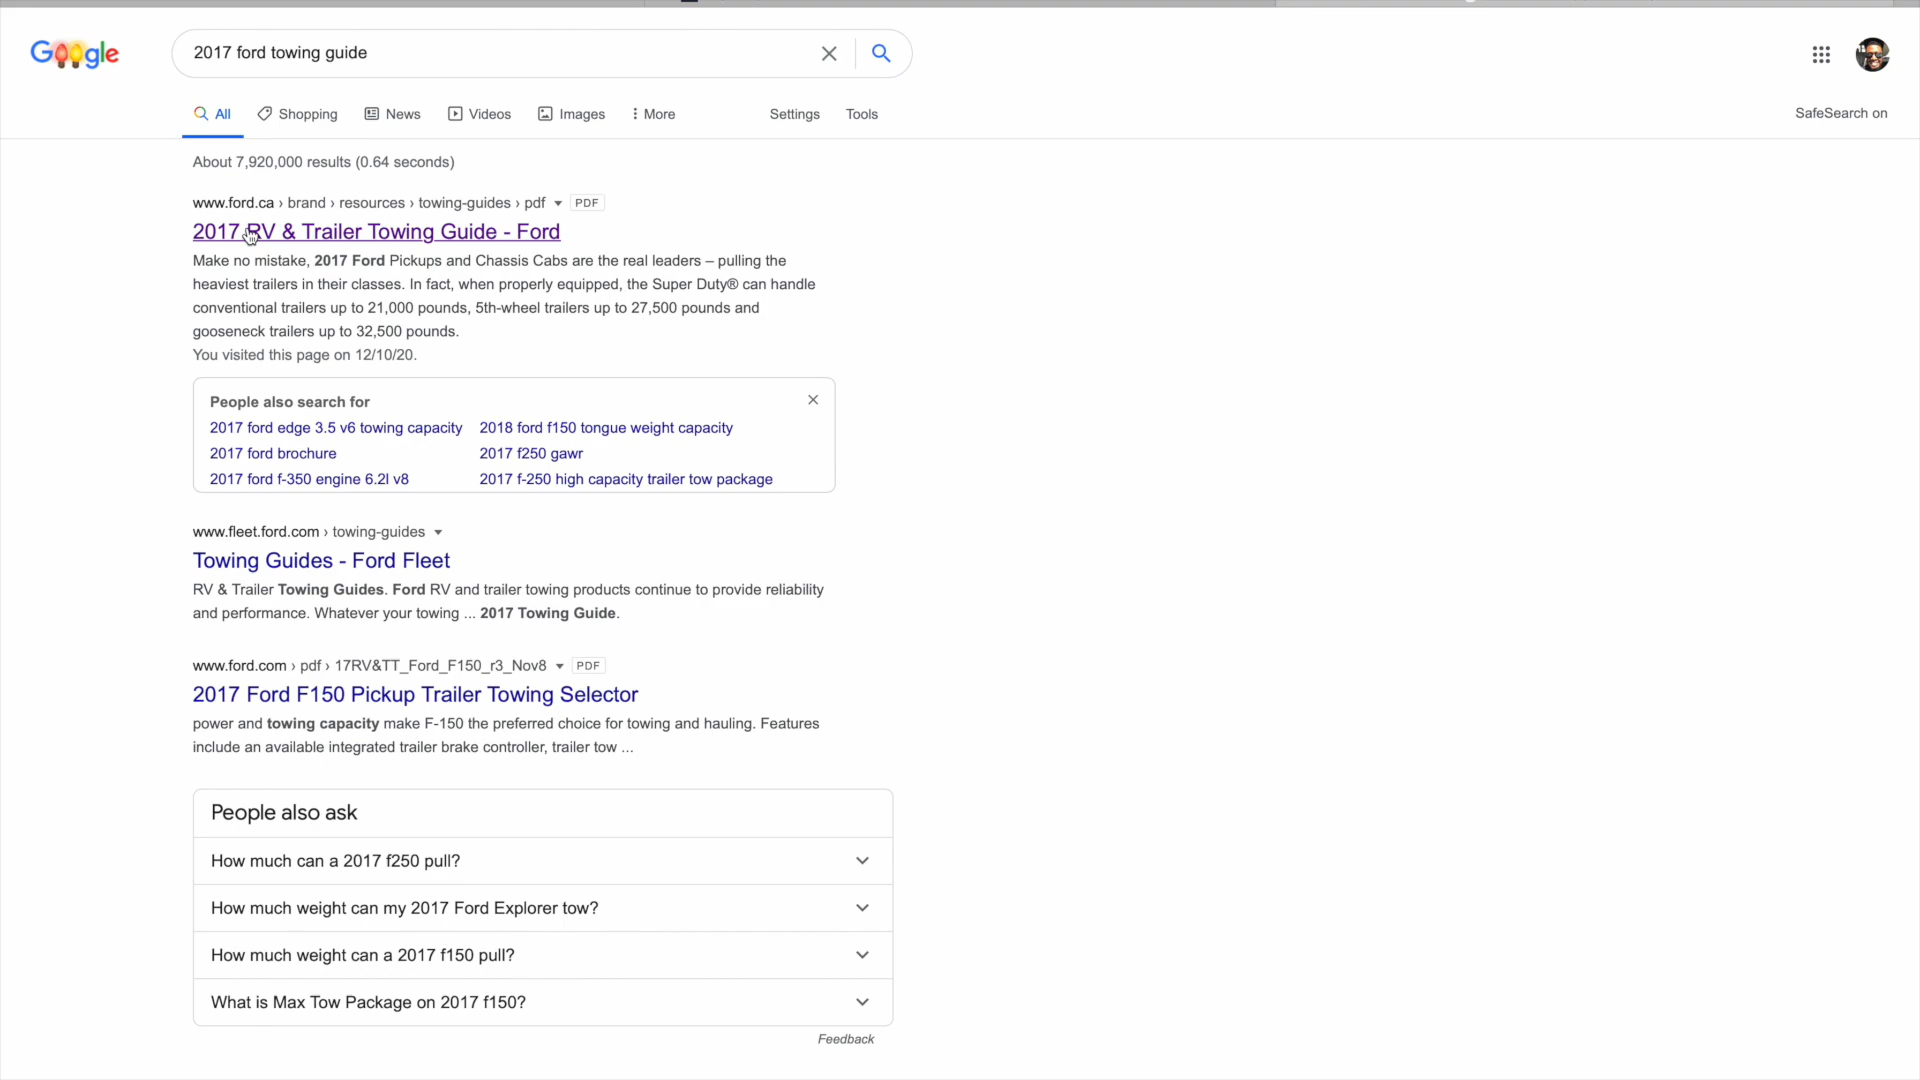 Google
2017 ford towing guide
All Shopping News Videos Images More Settings Tools
SafeSearch on
About 7,920,000 results (0.64 seconds)
www.ford.ca › brand › resources › towing-guides › pdf PDF
2017 RV & Trailer Towing Guide - Ford
Make no mistake, 2017 Ford Pickups and Chassis Cabs are the real leaders – pulling the
heaviest trailers in their classes. In fact, when properly equipped, the Super Duty® can handle
conventional trailers up to 21,000 pounds, 5th-wheel trailers up to 27,500 pounds and
gooseneck trailers up to 32,500 pounds.
You visited this page on 12/10/20.
People also search for
2017 ford edge 3.5 v6 towing capacity 2018 ford f150 tongue weight capacity
2017 ford brochure 2017 f250 gawr
2017 ford f-350 engine 6.2l v8 2017 f-250 high capacity trailer tow package
www.fleet.ford.com › towing-guides
Towing Guides - Ford Fleet
RV & Trailer Towing Guides. Ford RV and trailer towing products continue to provide reliability
and performance. Whatever your towing ... 2017 Towing Guide.
www.ford.com › pdf › 17RV&TT_Ford_F150_r3_Nov8 PDF
2017 Ford F150 Pickup Trailer Towing Selector
power and towing capacity make F-150 the preferred choice for towing and hauling. Features
include an available integrated trailer brake controller, trailer tow ...
People also ask
How much can a 2017 f250 pull?
How much weight can my 2017 Ford Explorer tow?
How much weight can a 2017 f150 pull?
What is Max Tow Package on 2017 f150?
Feedback